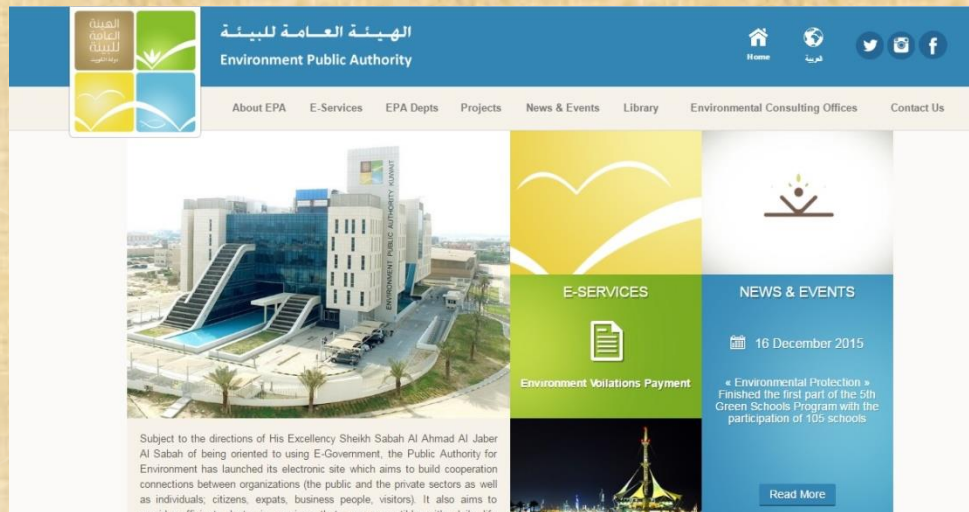 الهيئة
العامة
للبيئة
دولة الكويت
الهيئة العامة للبيئة
Environment Public Authority
Home
عربية
About EPA E-Services EPA Depts Projects News & Events Library Environmental Consulting Offices Contact Us
ENVIRONMENT PUBLIC AUTHORITY KUWAIT
E-SERVICES
Environment Voilations Payment
NEWS & EVENTS
16 December 2015
« Environmental Protection »
Finished the first part of the 5th
Green Schools Program with the
participation of 105 schools
Read More
Subject to the directions of His Excellency Sheikh Sabah Al Ahmad Al Jaber
Al Sabah of being oriented to using E-Government, the Public Authority for
Environment has launched its electronic site which aims to build cooperation
connections between organizations (the public and the private sectors as well
as individuals; citizens, expats, business people, visitors). It also aims to